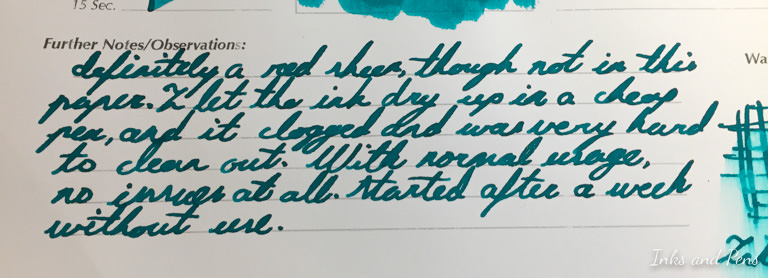 15 Sec.
Further Notes/Observations:
definitely a red sheen, though not in this
paper. I let the ink dry up in a cheap
pen, and it clogged and was very hard
to clean out. With normal usage,
no issues at all. Started after a week
without use.
Wa
Inks and Pens